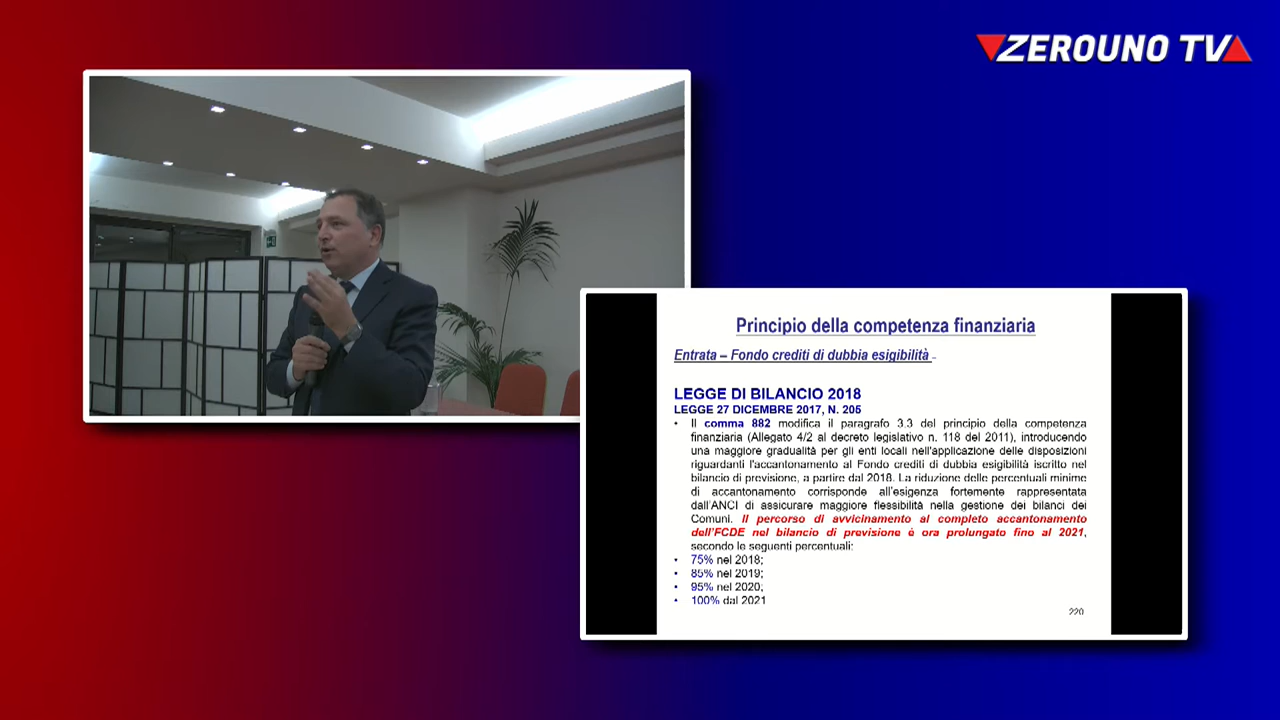 ZEROUNO TV
Principio della competenza finanziaria
Entrata – Fondo crediti di dubbia esigibilità –
LEGGE DI BILANCIO 2018
LEGGE 27 DICEMBRE 2017, N. 205
• Il comma 882 modifica il paragrafo 3.3 del principio della competenza
finanziaria (Allegato 4/2 al decreto legislativo n. 118 del 2011), introducendo
una maggiore gradualità per gli enti locali nell'applicazione delle disposizioni
riguardanti l'accantonamento al Fondo crediti di dubbia esigibilità iscritto nel
bilancio di previsione, a partire dal 2018. La riduzione delle percentuali minime
di accantonamento corrisponde all'esigenza fortemente rappresentata
dall'ANCI di assicurare maggiore flessibilità nella gestione dei bilanci dei
Comuni. Il percorso di avvicinamento al completo accantonamento
dell'FCDE nel bilancio di previsione è ora prolungato fino al 2021,
secondo le seguenti percentuali:
• 75% nel 2018;
• 85% nel 2019;
• 95% nel 2020;
• 100% dal 2021
220